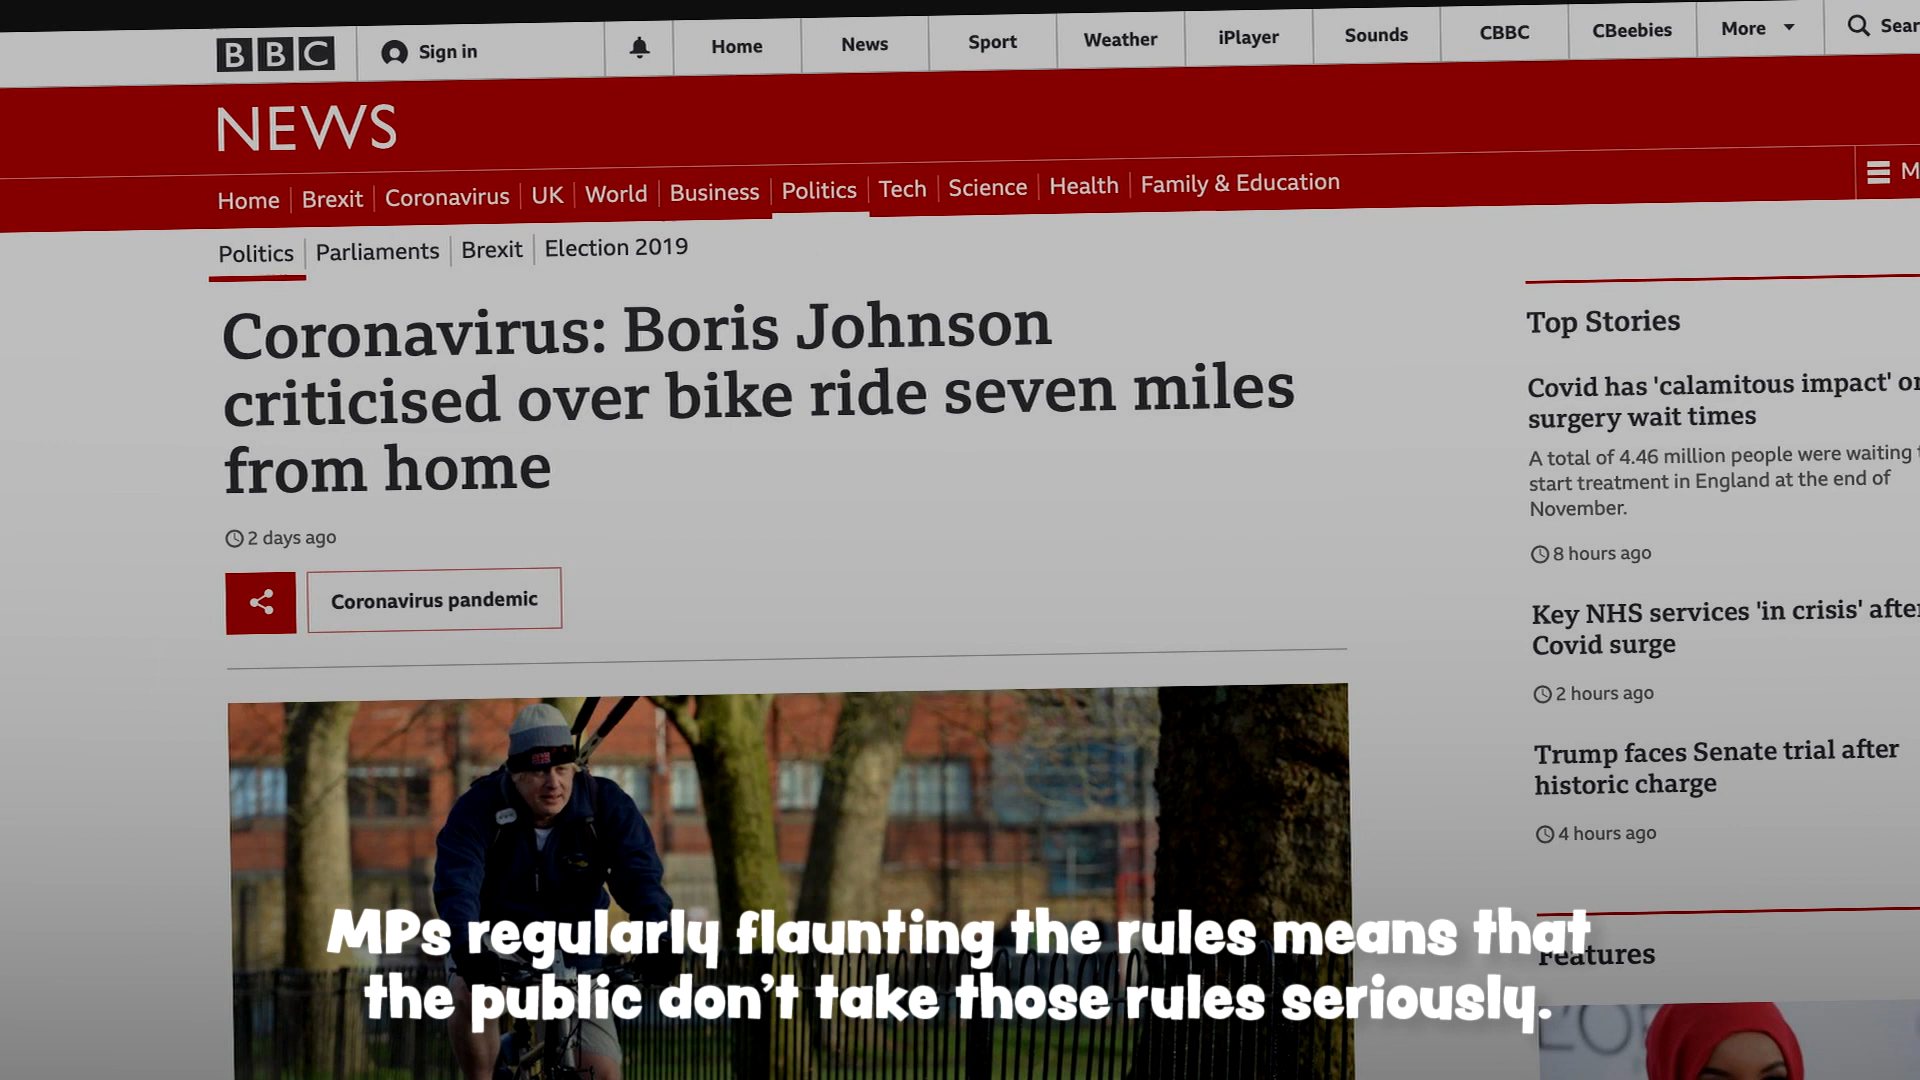 BBC
Sign in
Home
News
Sport
Weather
iPlayer
Sounds
CBBC
CBeebies
More
Sear
NEWS
Home
Brexit
Coronavirus
UK
World
Business
Politics
Tech
Science
Health
Family & Education
M
Politics
Parliaments
Brexit
Election 2019
Coronavirus: Boris Johnson
criticised over bike ride seven miles
from home
2 days ago
Coronavirus pandemic
Top Stories
Covid has 'calamitous impact' on
surgery wait times
A total of 4.46 million people were waiting
start treatment in England at the end of
November.
8 hours ago
Key NHS services 'in crisis' after
Covid surge
2 hours ago
Trump faces Senate trial after
historic charge
4 hours ago
Features
MPs regularly flaunting the rules means that
the public don't take those rules seriously.